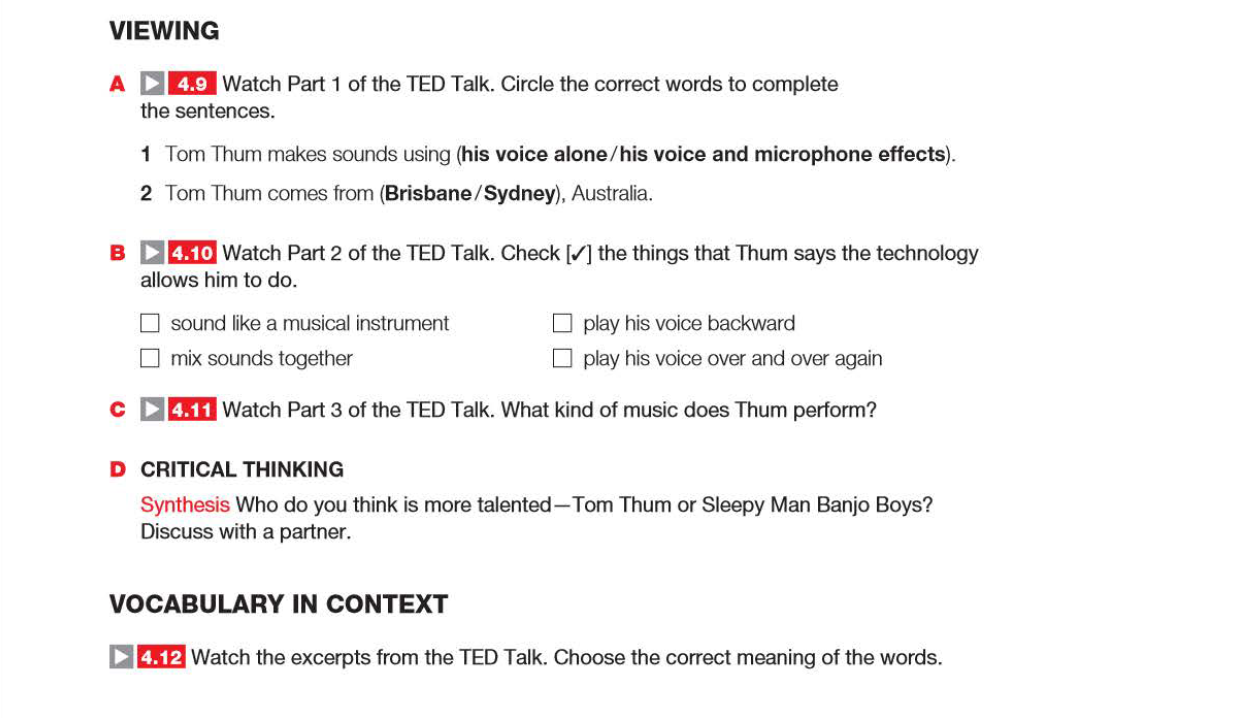 VIEWING
A 4.9 Watch Part 1 of the TED Talk. Circle the correct words to complete
the sentences.
1 Tom Thum makes sounds using (his voice alone/his voice and microphone effects).
2 Tom Thum comes from (Brisbane/Sydney), Australia.
B 4.10 Watch Part 2 of the TED Talk. Check [✓] the things that Thum says the technology
allows him to do.
☐ sound like a musical instrument ☐ play his voice backward
☐ mix sounds together ☐ play his voice over and over again
C 4.11 Watch Part 3 of the TED Talk. What kind of music does Thum perform?
D CRITICAL THINKING
Synthesis Who do you think is more talented—Tom Thum or Sleepy Man Banjo Boys?
Discuss with a partner.
VOCABULARY IN CONTEXT
4.12 Watch the excerpts from the TED Talk. Choose the correct meaning of the words.